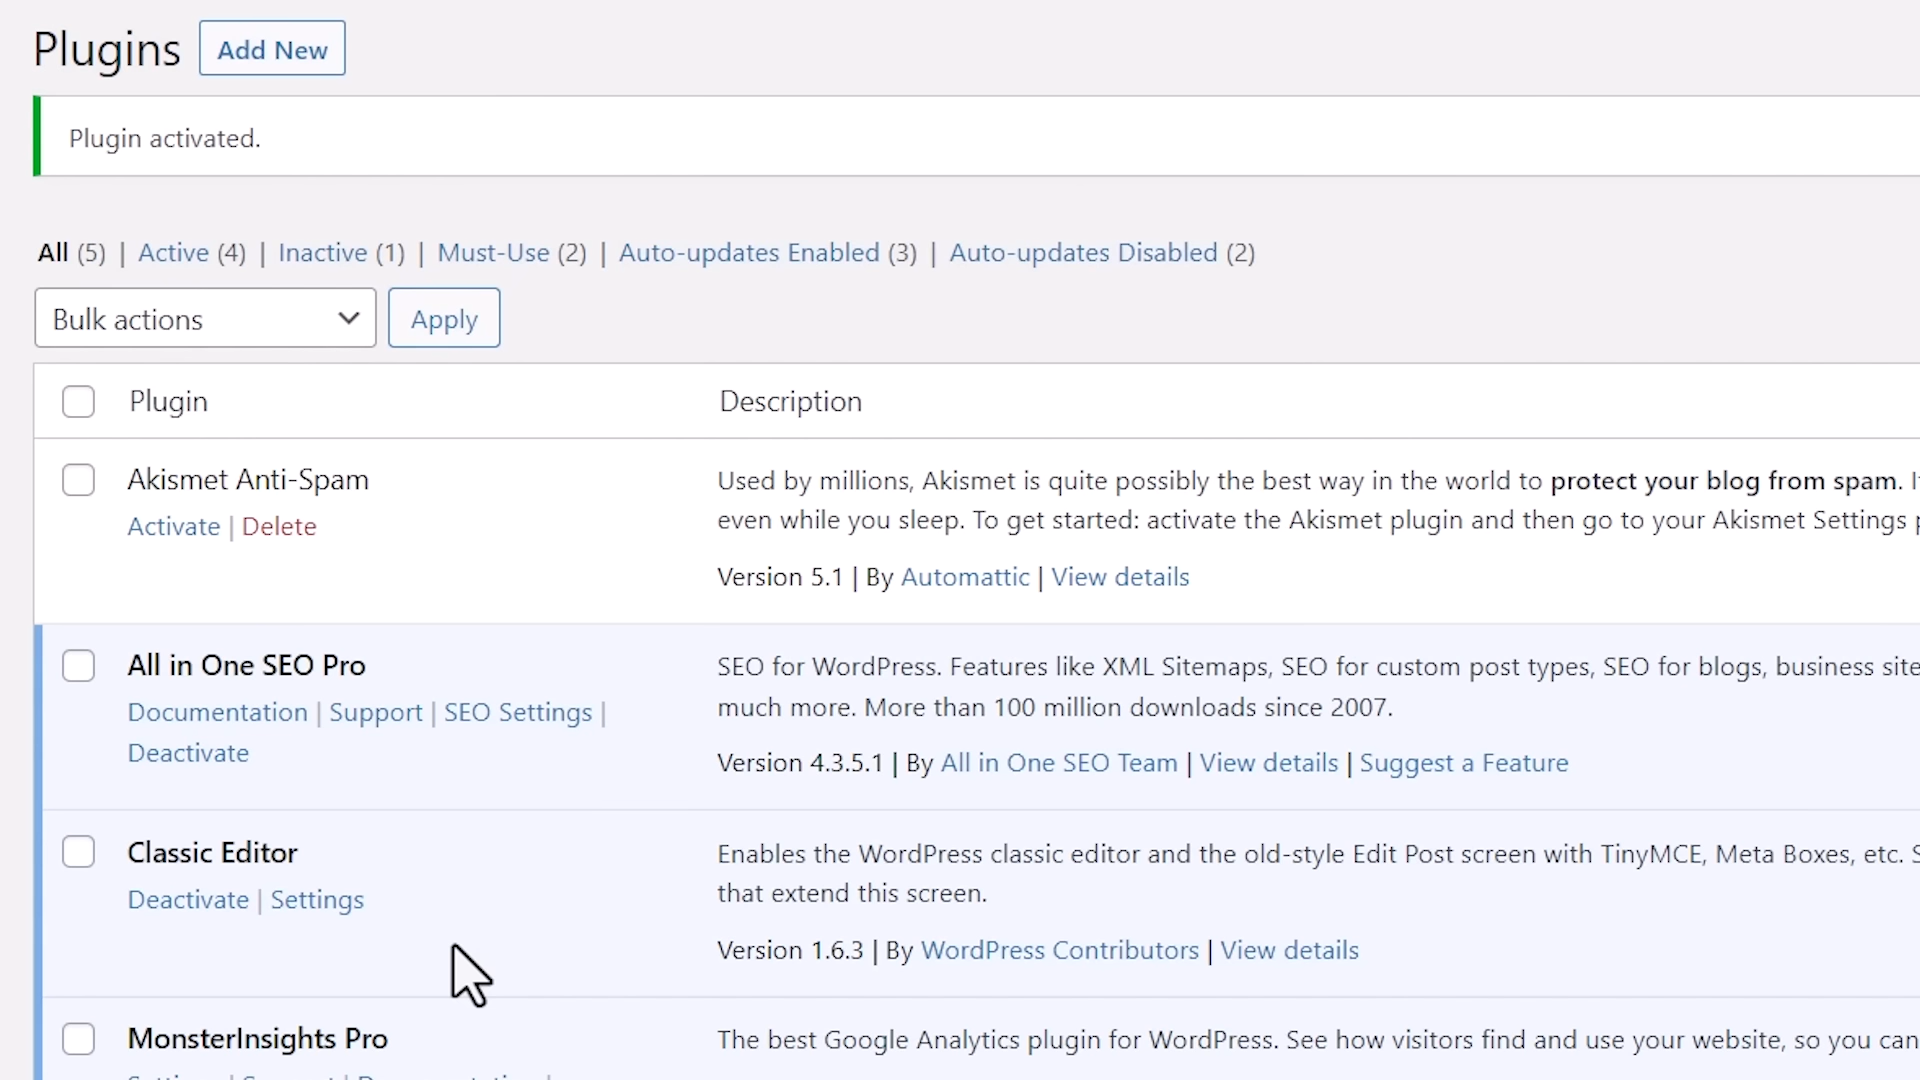 Plugins Add New
Plugin activated.
All (5) | Active (4) | Inactive (1) | Must-Use (2) | Auto-updates Enabled (3) | Auto-updates Disabled (2)
Bulk actions Apply
Plugin Description
Akismet Anti-Spam
Activate | Delete
Used by millions, Akismet is quite possibly the best way in the world to protect your blog from spam.
even while you sleep. To get started: activate the Akismet plugin and then go to your Akismet Settings
Version 5.1 | By Automattic | View details
All in One SEO Pro
Documentation | Support | SEO Settings |
Deactivate
SEO for WordPress. Features like XML Sitemaps, SEO for custom post types, SEO for blogs, business site
much more. More than 100 million downloads since 2007.
Version 4.3.5.1 | By All in One SEO Team | View details | Suggest a Feature
Classic Editor
Deactivate | Settings
Enables the WordPress classic editor and the old-style Edit Post screen with TinyMCE, Meta Boxes, etc.
that extend this screen.
Version 1.6.3 | By WordPress Contributors | View details
MonsterInsights Pro
The best Google Analytics plugin for WordPress. See how visitors find and use your website, so you can